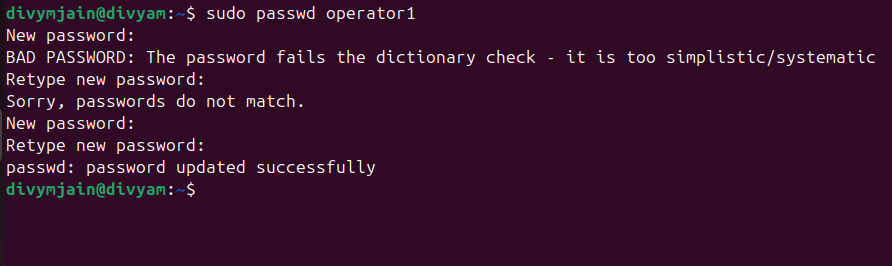 divymjain@divyam:~$ sudo passwd operator1
New password:
BAD PASSWORD: The password fails the dictionary check - it is too simplistic/systematic
Retype new password:
Sorry, passwords do not match.
New password:
Retype new password:
passwd: password updated successfully
divymjain@divyam:~$